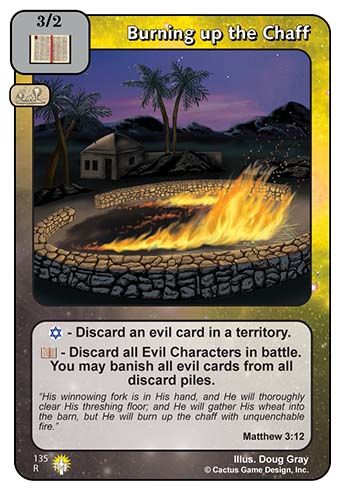 3/2
Burning up the Chaff
- Discard an evil card in a territory.
- Discard all Evil Characters in battle.
You may banish all evil cards from all
discard piles.
"His winnowing fork is in His hand, and He will thoroughly
clear His threshing floor; and He will gather His wheat into
the barn, but He will burn up the chaff with unquenchable
fire."
Matthew 3:12
135
R
Illus. Doug Gray
© Cactus Game Design, Inc.